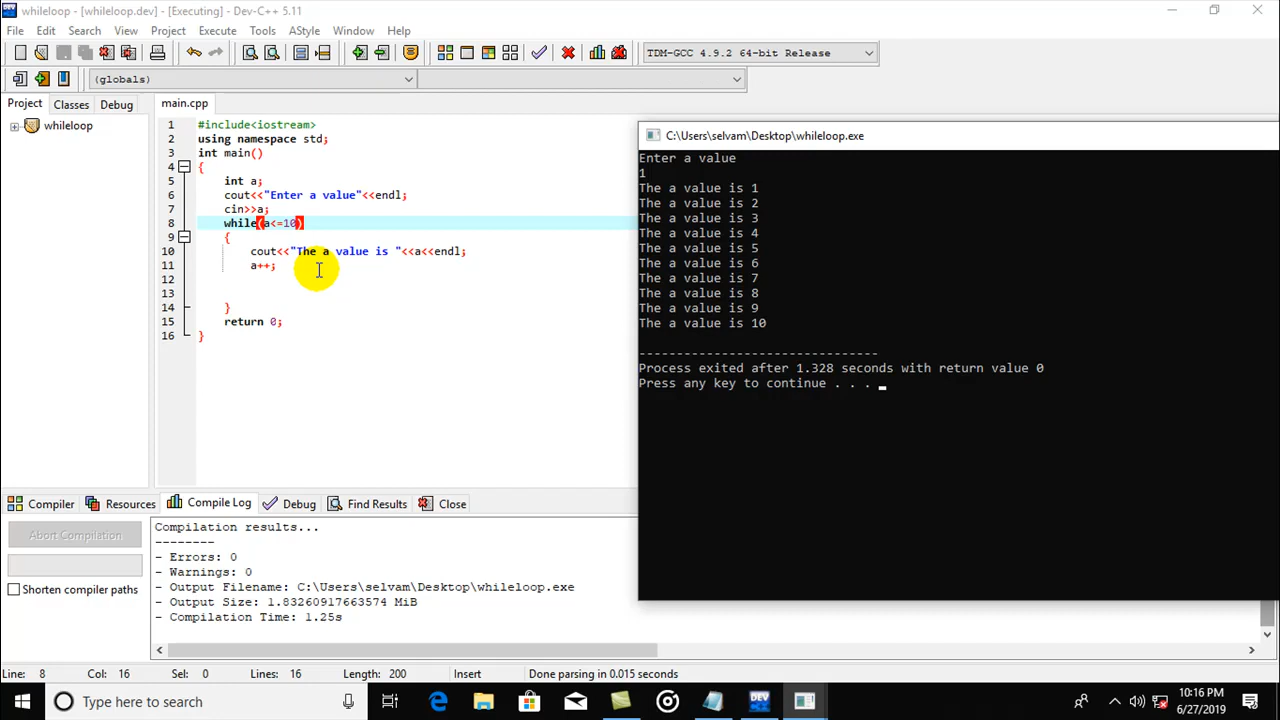 whileloop - [whileloop.dev] - [Executing] - Dev-C++ 5.11
File Edit Search View Project Execute Tools AStyle Window Help
TDM-GCC 4.9.2 64-bit Release
(globals)
Project Classes Debug
main.cpp
whileloop
1 #include<iostream>
2 using namespace std;
3 int main()
4 {
5 int a;
6 cout<<"Enter a value"<<endl;
7 cin>>a;
8 while(a<=10)
9 {
10 cout<<"The a value is "<<a<<endl;
11 a++;
12
13
14 }
15 return 0;
16 }
C:\Users\selvam\Desktop\whileloop.exe
Enter a value
1
The a value is 1
The a value is 2
The a value is 3
The a value is 4
The a value is 5
The a value is 6
The a value is 7
The a value is 8
The a value is 9
The a value is 10
--------------------------------
Process exited after 1.328 seconds with return value 0
Press any key to continue . . . _
Compiler Resources Compile Log Debug Find Results Close
Abort Compilation
Shorten compiler paths
Compilation results...
--------
- Errors: 0
- Warnings: 0
- Output Filename: C:\Users\selvam\Desktop\whileloop.exe
- Output Size: 1.83260917663574 MiB
- Compilation Time: 1.25s
Line: 8 Col: 16 Sel: 0 Lines: 16 Length: 200 Insert Done parsing in 0.015 seconds
Type here to search
DEV
10:16 PM
6/27/2019